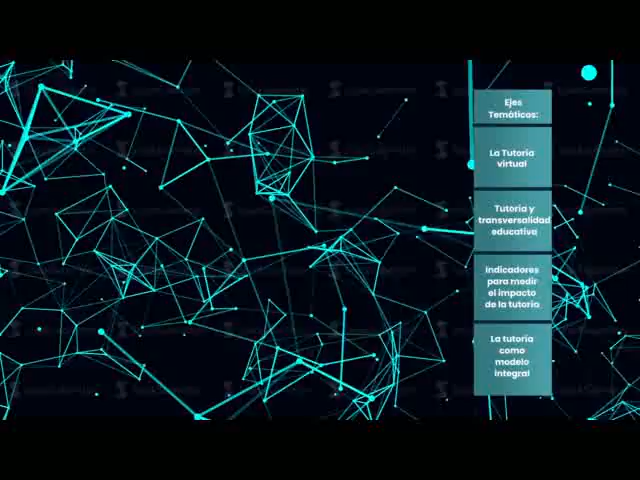 Ejes
Temáticos:
La Tutoría
virtual
Tutoría y
transversalidad
educativa
Indicadores
para medir
el impacto
de la tutoría
La tutoría
como
modelo
integral